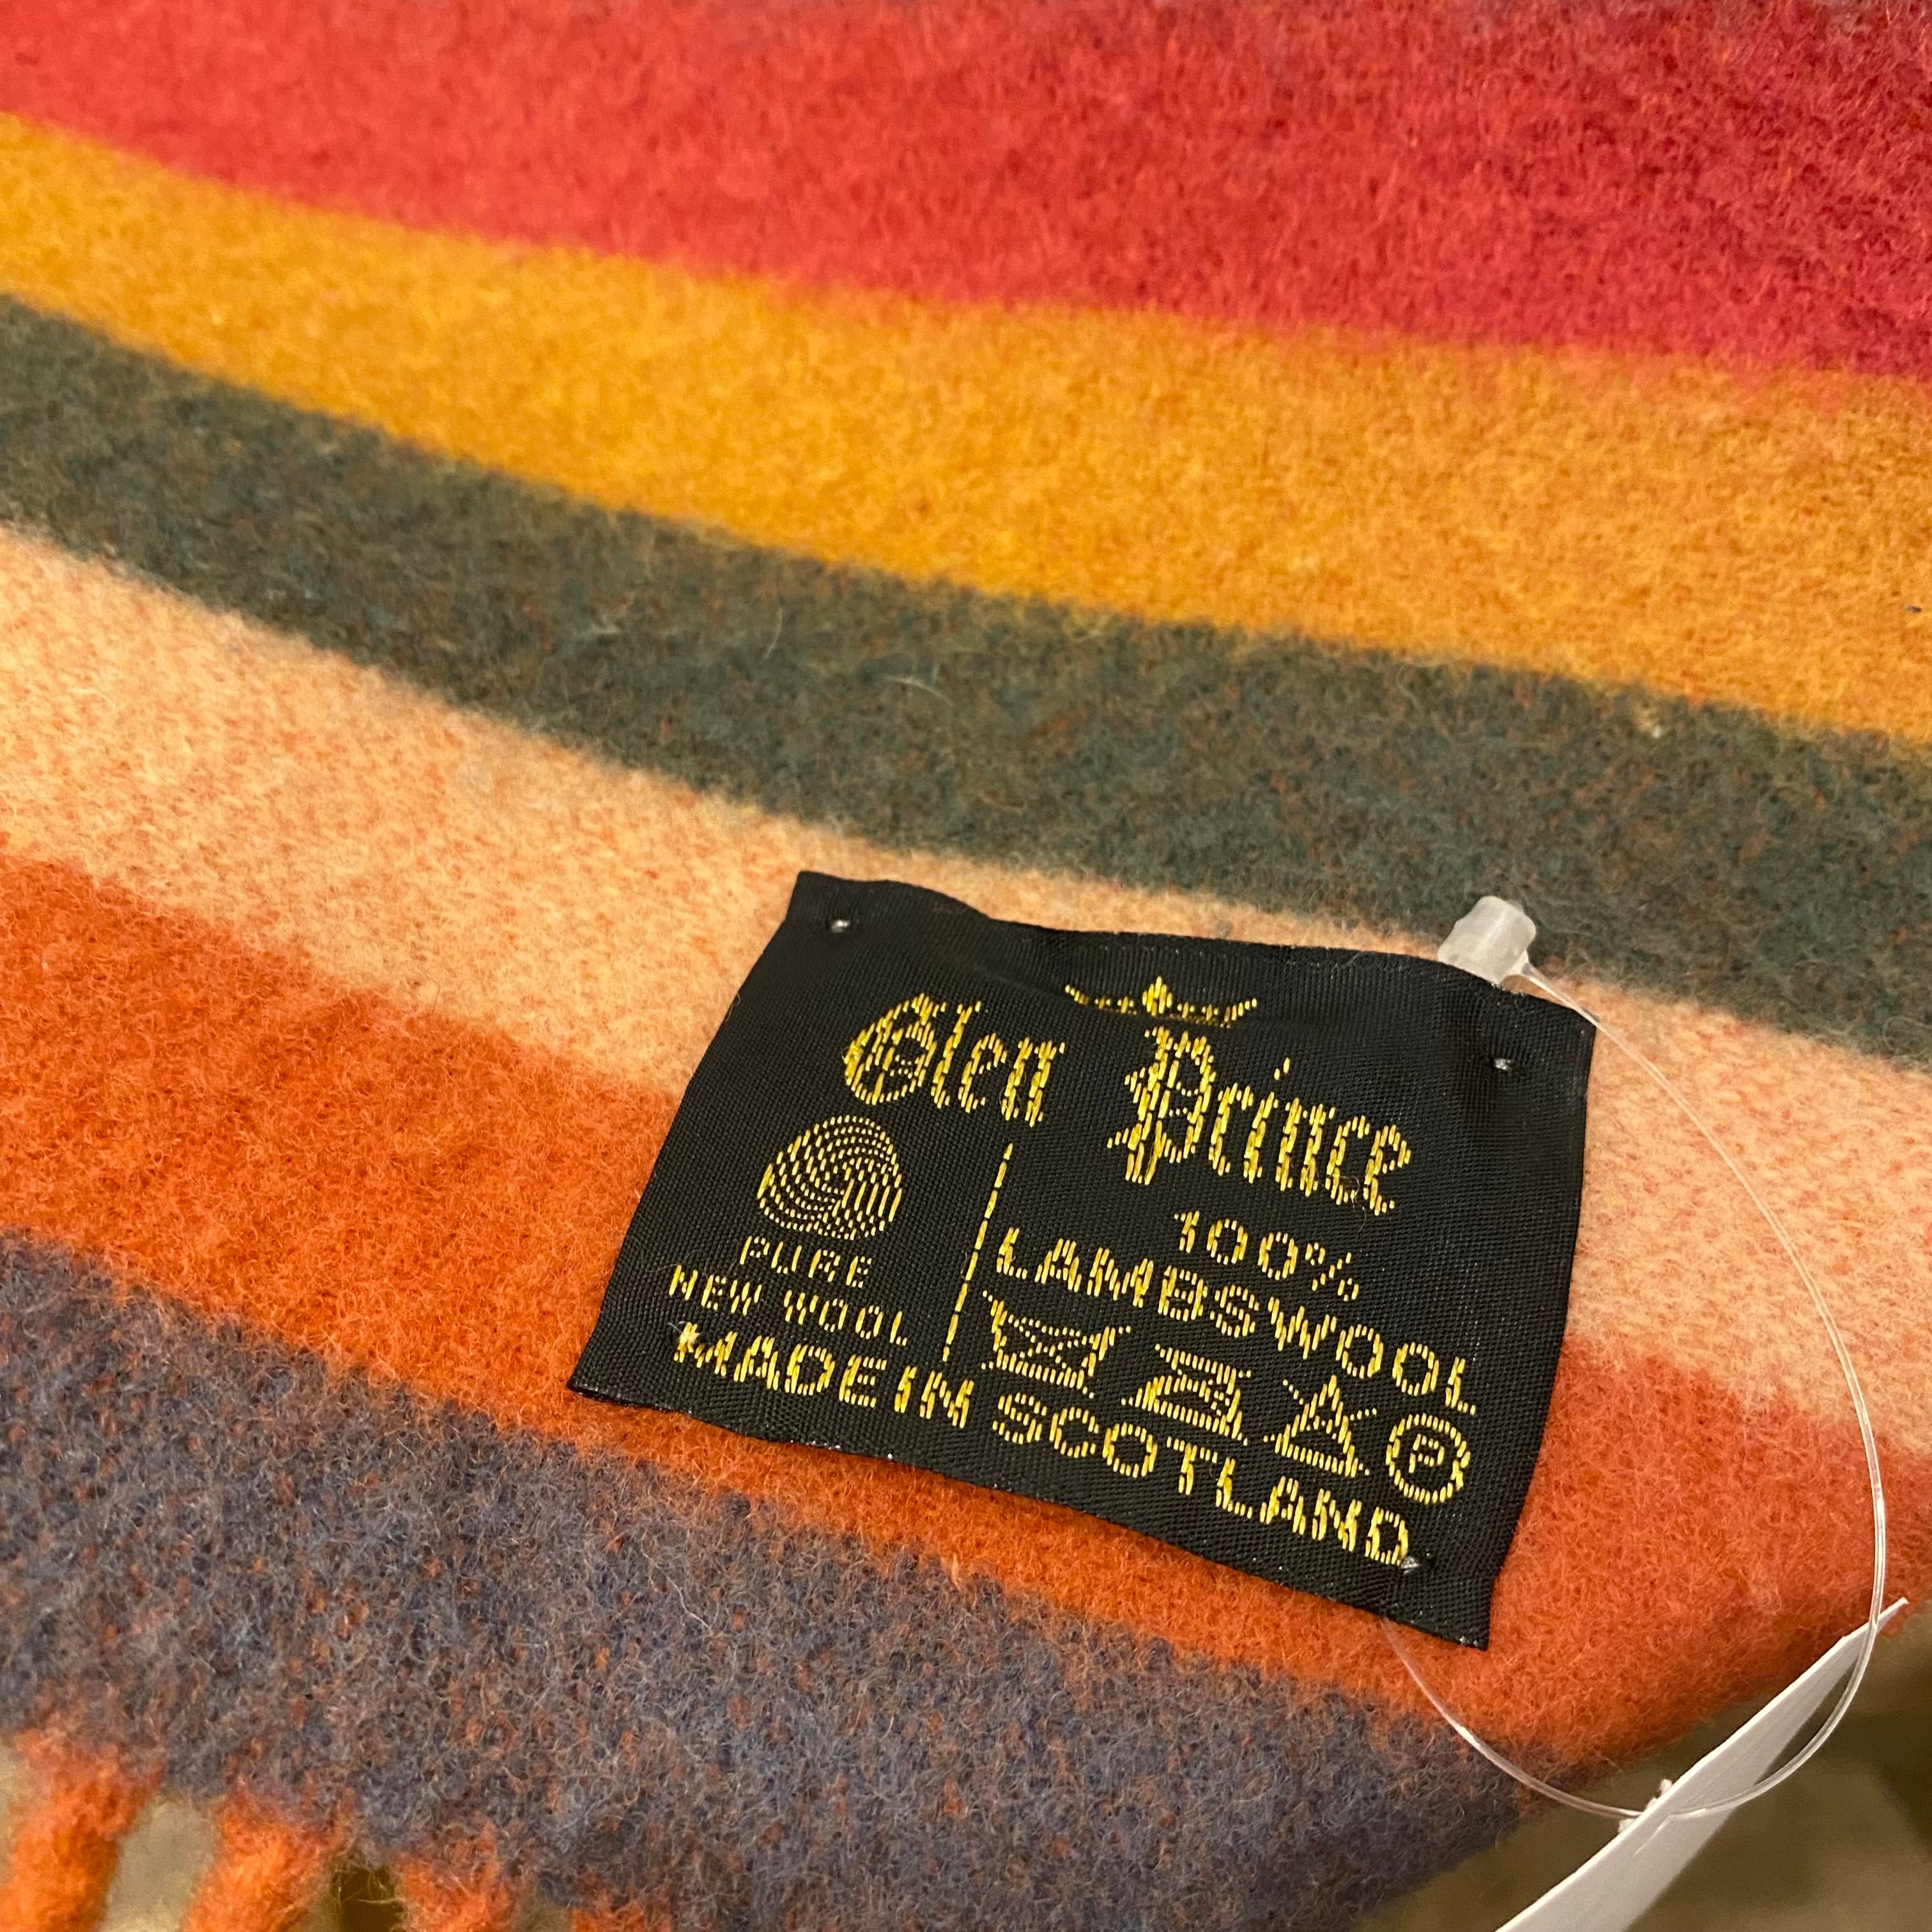 Glen Prince
PURE
NEW WOOL
100%
LAMBSWOOL
P
MADE IN SCOTLAND